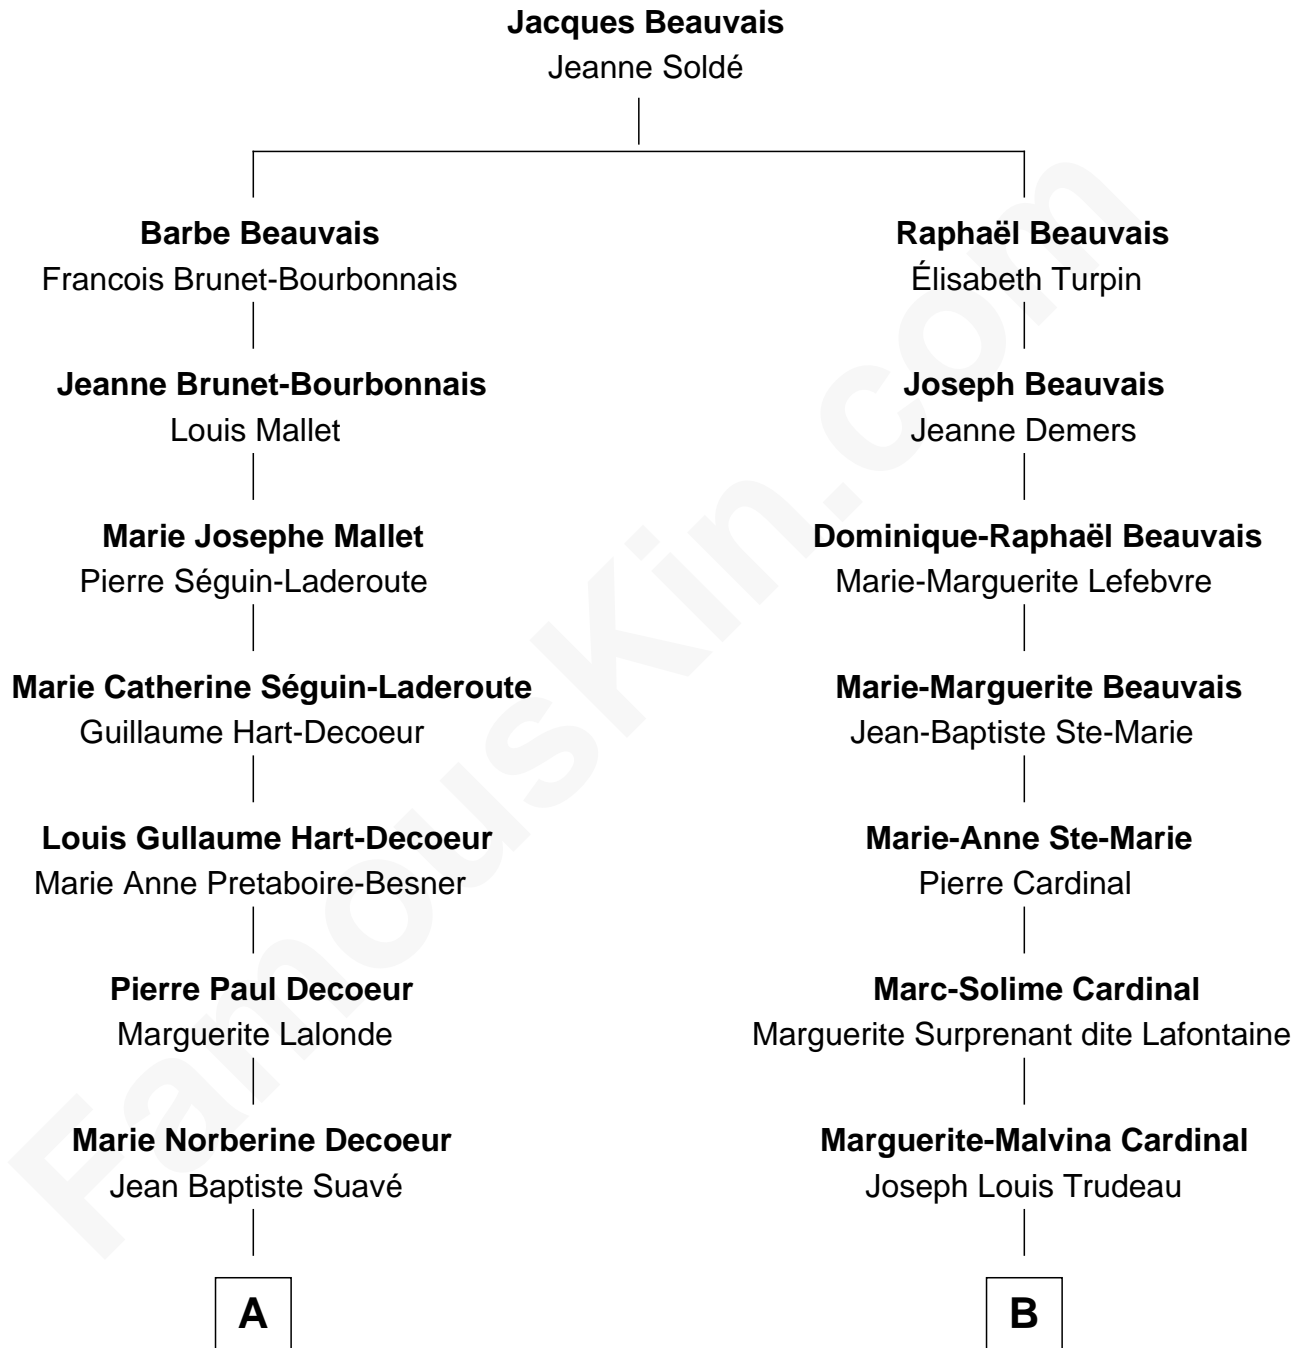 Jacques Beauvais
Jeanne Soldé
Barbe Beauvais
Francois Brunet-Bourbonnais
Raphaël Beauvais
Élisabeth Turpin
Jeanne Brunet-Bourbonnais
Louis Mallet
Joseph Beauvais
Jeanne Demers
Marie Josephe Mallet
Pierre Séguin-Laderoute
Dominique-Raphaël Beauvais
Marie-Marguerite Lefebvre
Marie Catherine Séguin-Laderoute
Guillaume Hart-Decoeur
Marie-Marguerite Beauvais
Jean-Baptiste Ste-Marie
Louis Gullaume Hart-Decoeur
Marie Anne Pretaboire-Besner
Marie-Anne Ste-Marie
Pierre Cardinal
Pierre Paul Decoeur
Marguerite Lalonde
Marc-Solime Cardinal
Marguerite Surprenant dite Lafontaine
Marie Norberine Decoeur
Jean Baptiste Suavé
Marguerite-Malvina Cardinal
Joseph Louis Trudeau
A
B
FamousKin.com